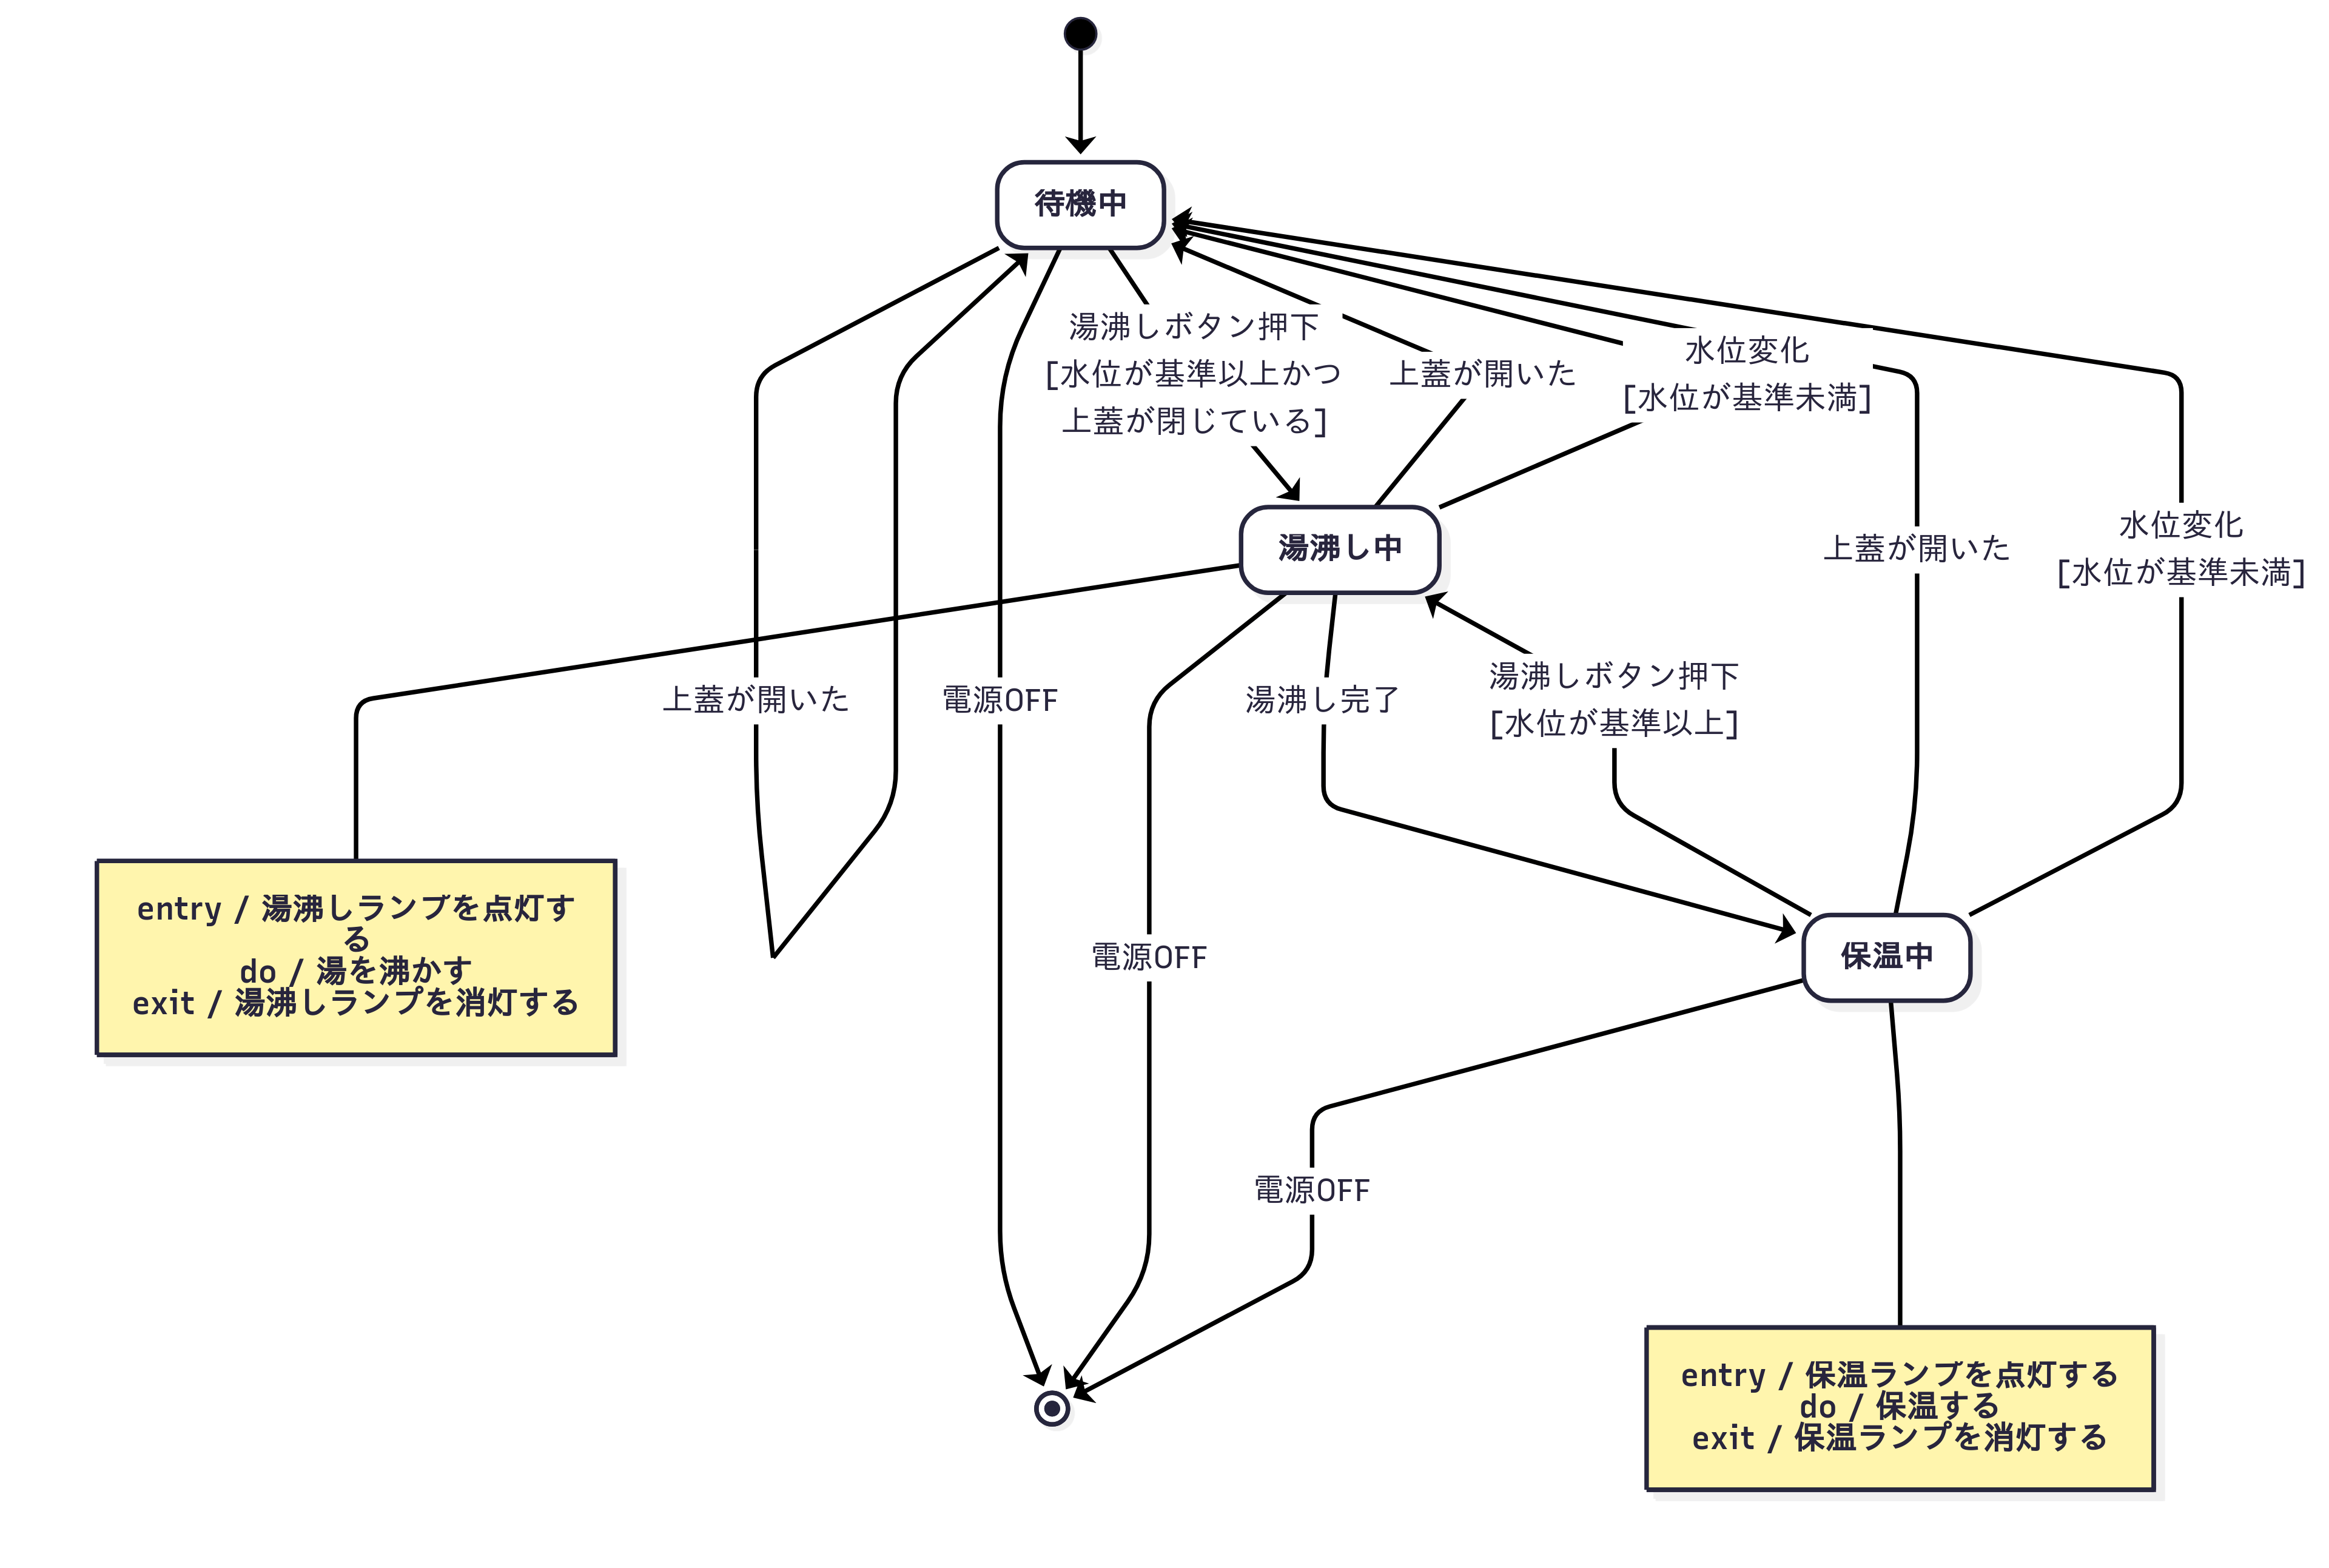 待機中
湯沸しボタン押下
[水位が基準以上かつ
上蓋が閉じている]
上蓋が開いた
水位変化
[水位が基準未満]
湯沸し中
上蓋が開いた
水位変化
[水位が基準未満]
上蓋が開いた
電源OFF
湯沸し完了
湯沸しボタン押下
[水位が基準以上]
entry / 湯沸しランプを点灯す
る
do / 湯を沸かす
exit / 湯沸しランプを消灯する
電源OFF
保温中
電源OFF
entry / 保温ランプを点灯する
do / 保温する
exit / 保温ランプを消灯する